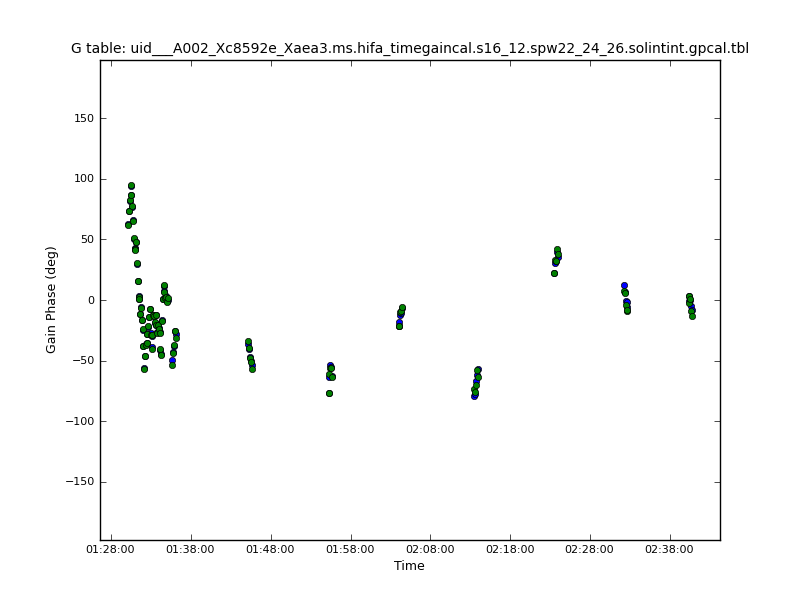 G table: uid___A002_Xc8592e_Xaea3.ms.hifa_timegaincal.s16_12.spw22_24_26.solintint.gpcal.tbl
150
100
50
0
−50
−100
−150
Gain Phase (deg)
01:28:00 01:38:00 01:48:00 01:58:00 02:08:00 02:18:00 02:28:00 02:38:00
Time